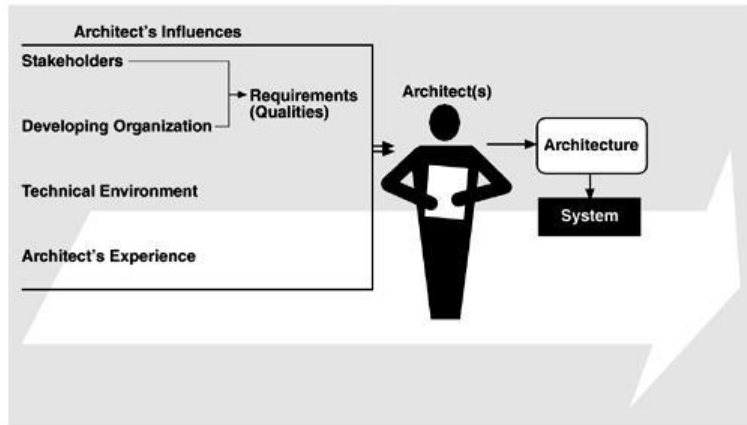 Architect's Influences
Stakeholders
Requirements
(Qualities)
Developing Organization
Technical Environment
Architect's Experience
Architect(s)
Architecture
System